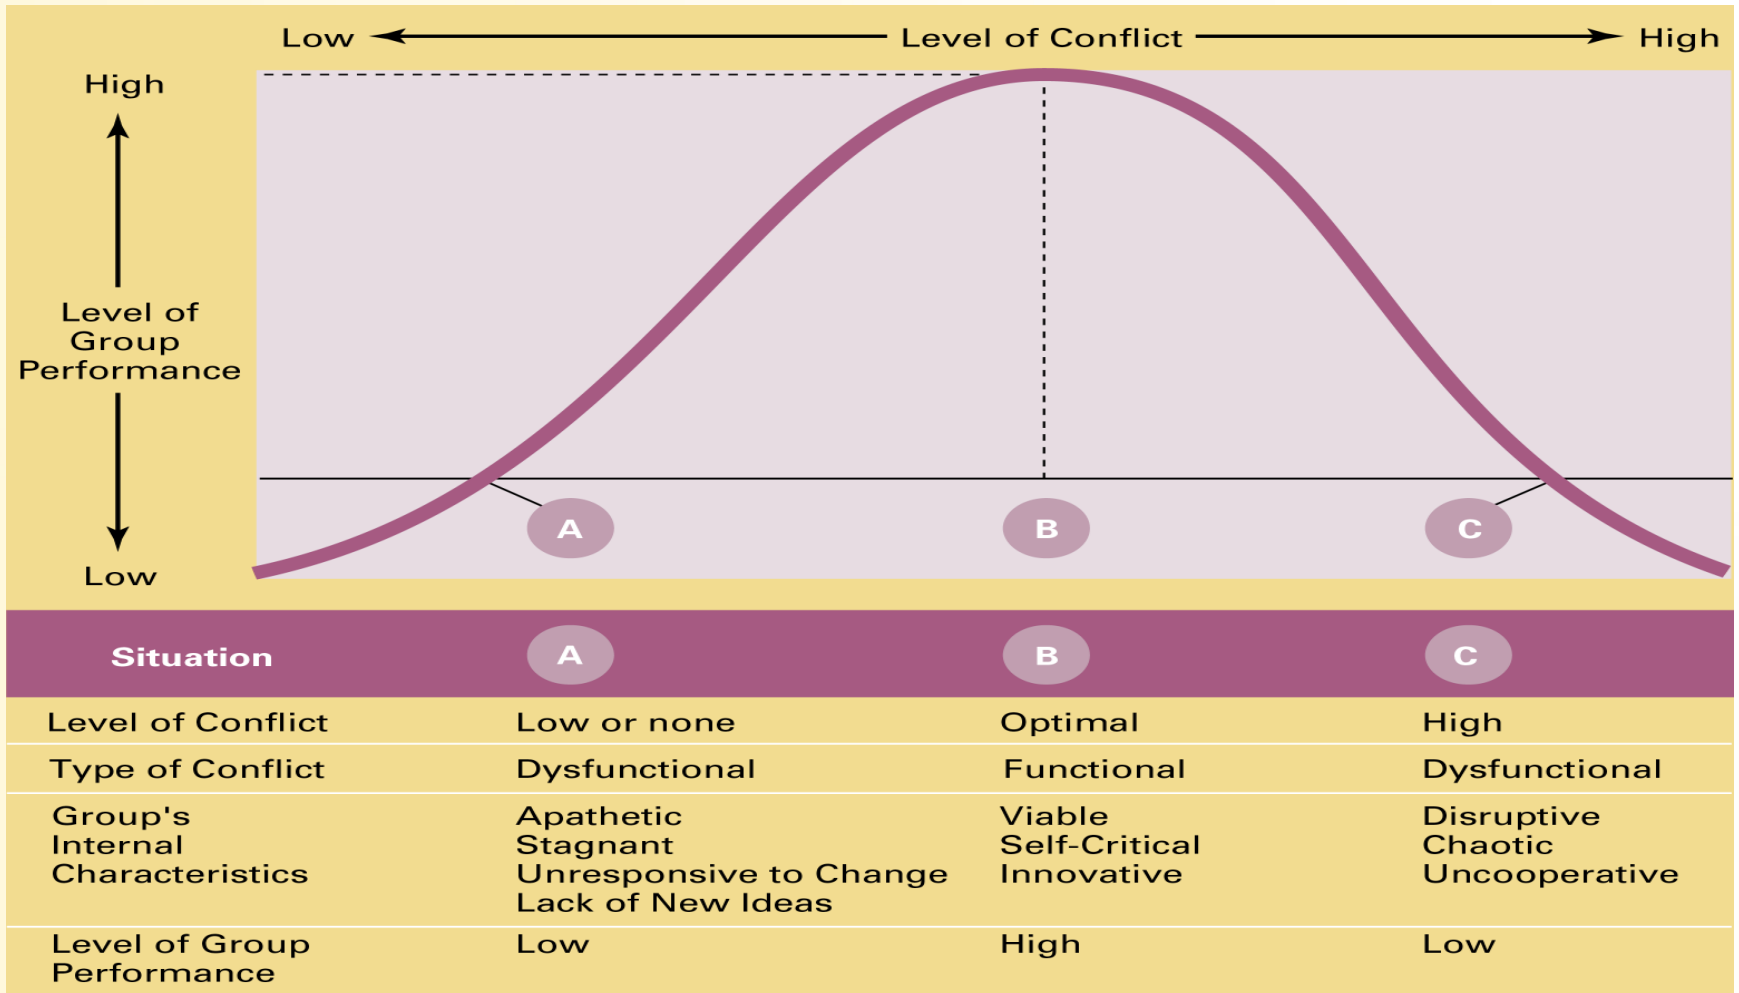 Low Level of Conflict High
High
Level of
Group
Performance
Low
A B C
Situation A B C
Level of Conflict Low or none Optimal High
Type of Conflict Dysfunctional Functional Dysfunctional
Group's Apathetic Viable Disruptive
Internal Stagnant Self-Critical Chaotic
Characteristics Unresponsive to Change Innovative Uncooperative
Lack of New Ideas
Level of Group Low High Low
Performance